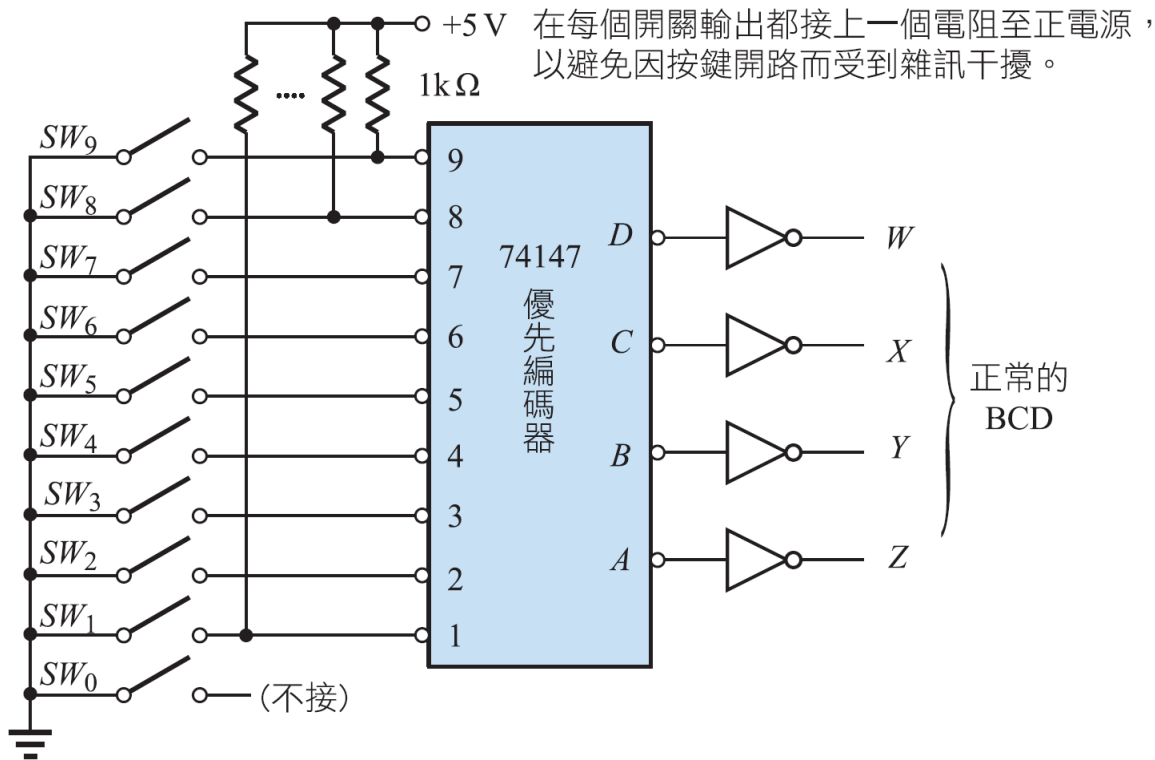 +5 V
在每個開關輸出都接上一個電阻至正電源，
以避免因按鍵開路而受到雜訊干擾。
....
1kΩ
SW₉
SW₈
SW₇
SW₆
SW₅
SW₄
SW₃
SW₂
SW₁
SW₀
(不接)
9
8
7
6
5
4
3
2
1
74147
優先編碼器
D
C
B
A
W
X
Y
Z
正常的
BCD